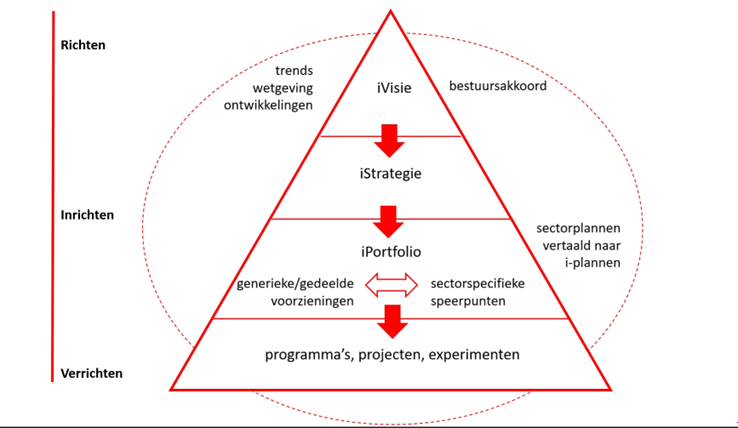 Richten
trends
wetgeving
ontwikkelingen
iVisie
bestuursakkoord
iStrategie
Inrichten
sectorplannen
vertaald naar
i-plannen
iPortfolio
generieke/gedeelde
voorzieningen
sectorspecifieke
speerpunten
programma's, projecten, experimenten
Verrichten